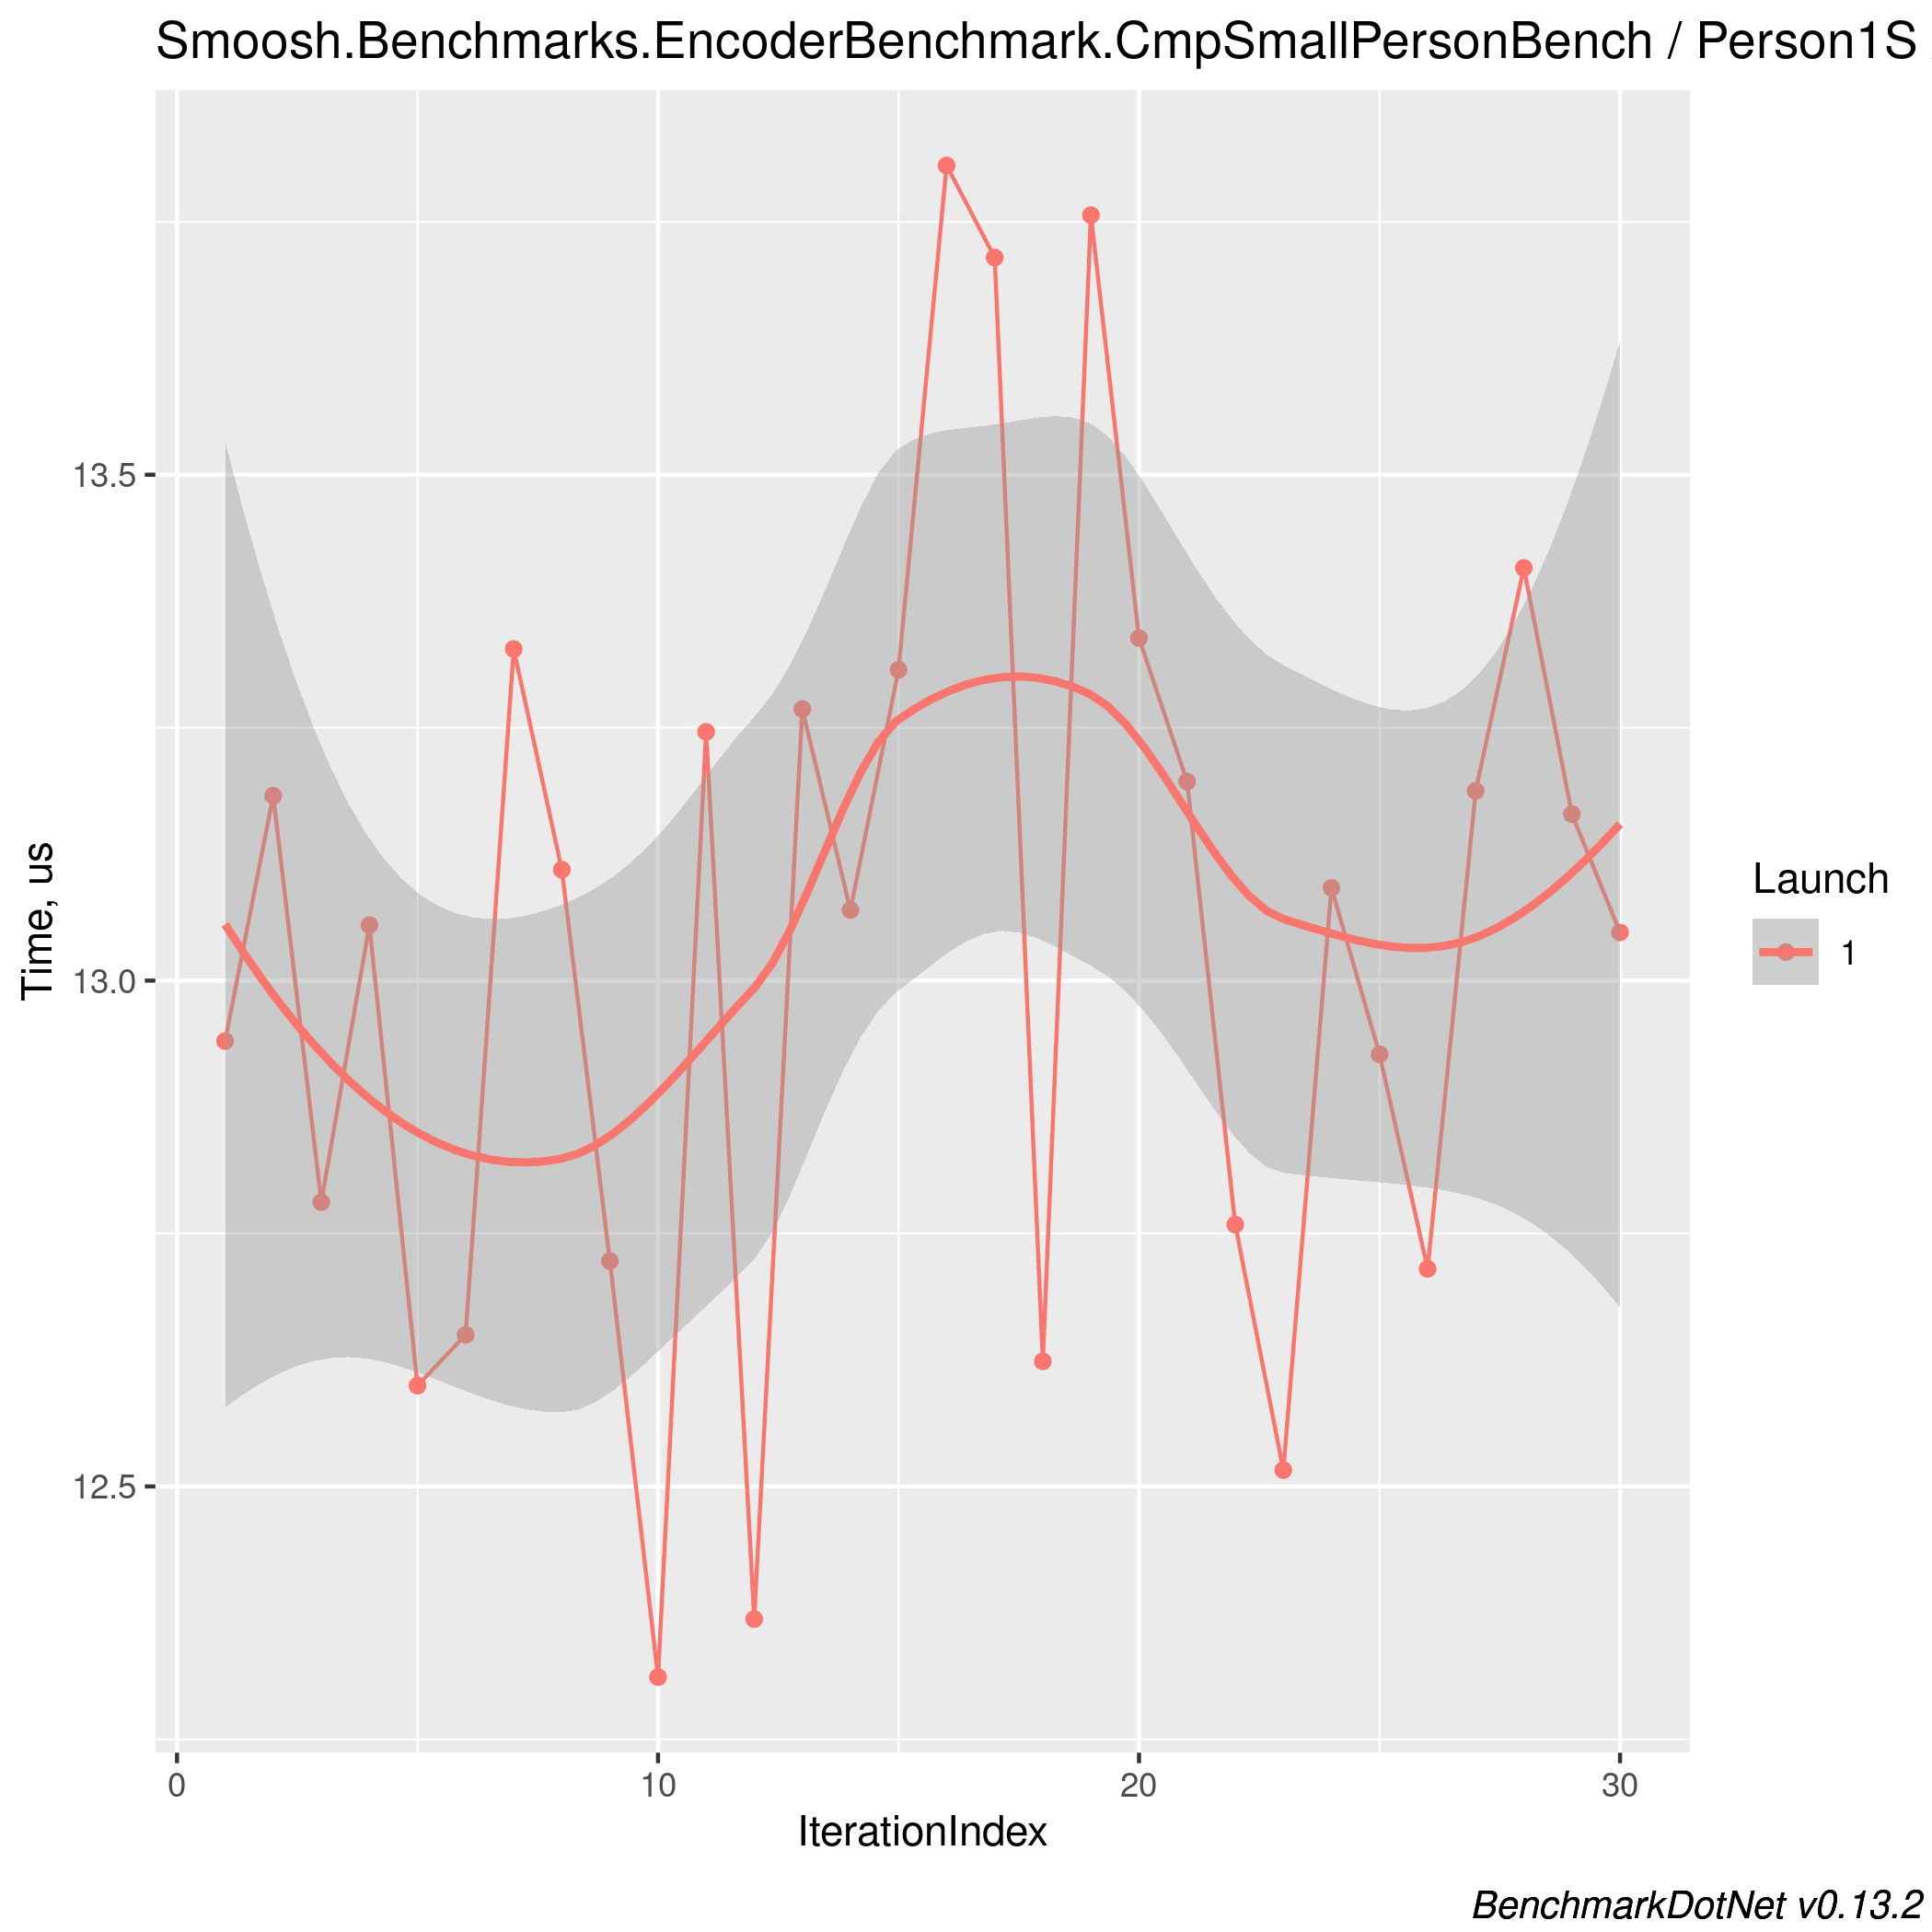 Smoosh.Benchmarks.EncoderBenchmark.CmpSmallPersonBench / Person1S
Time, us
13.5
13.0
12.5
0 10 20 30
IterationIndex
Launch
1
BenchmarkDotNet v0.13.2